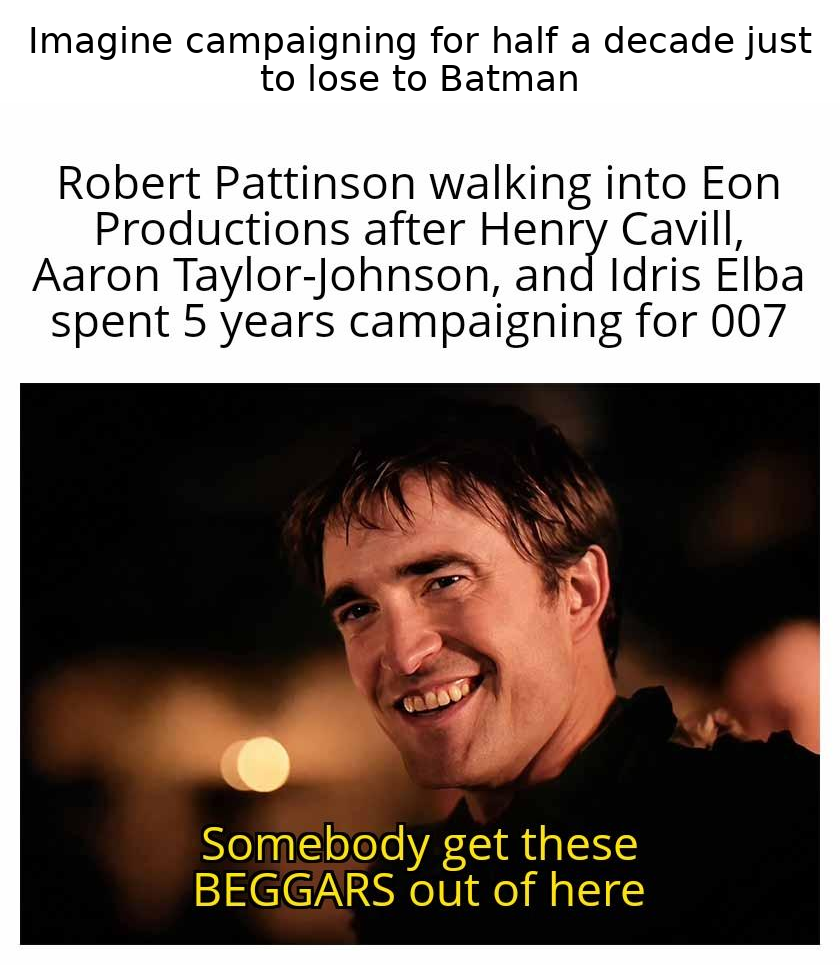 Imagine campaigning for half a decade just
to lose to Batman
Robert Pattinson walking into Eon
Productions after Henry Cavill,
Aaron Taylor-Johnson, and Idris Elba
spent 5 years campaigning for 007
Somebody get these
BEGGARS out of here